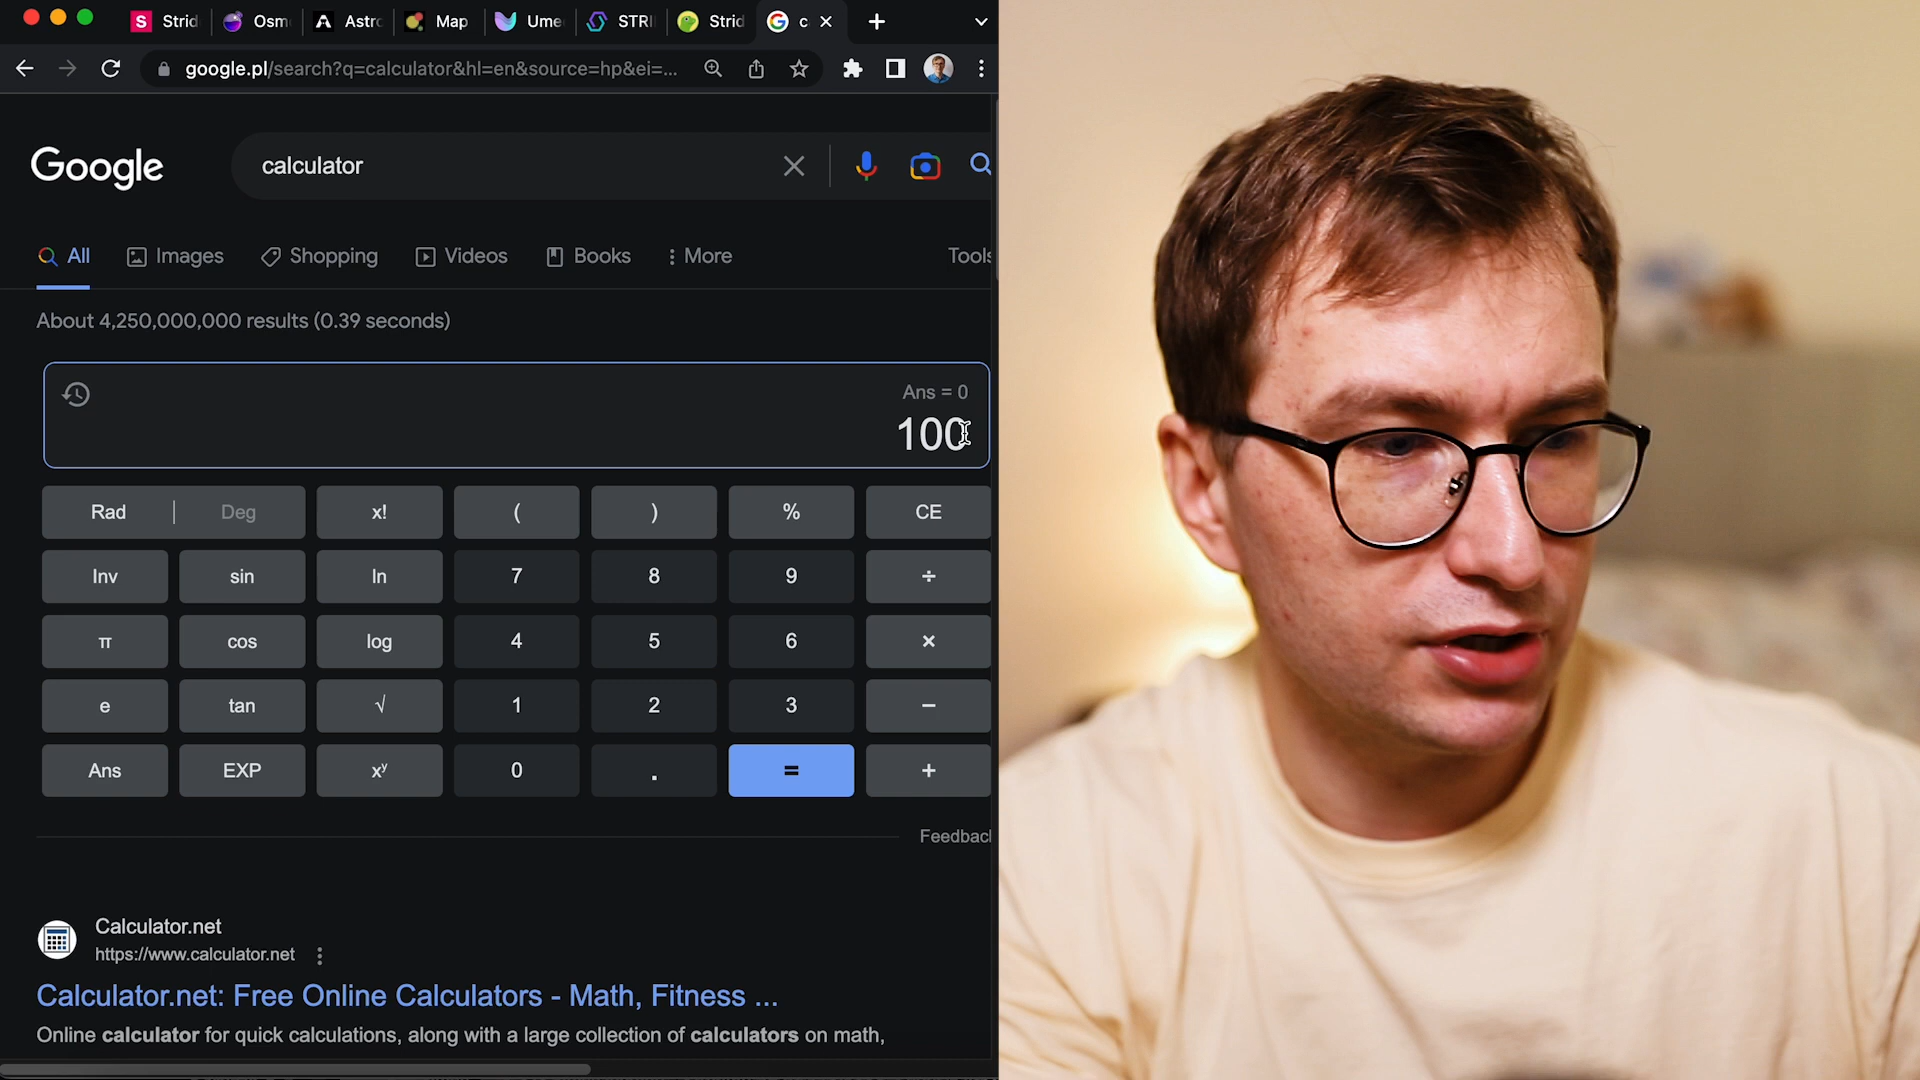 Strid
Osm
Astro
Map
Ume
STRI
Strid
c
google.pl/search?q=calculator&hl=en&source=hp&ei=...
Google
calculator
All
Images
Shopping
Videos
Books
More
Tools
About 4,250,000,000 results (0.39 seconds)
Ans = 0
100
Rad | Deg x! ( ) % CE
Inv sin ln 7 8 9 ÷
π cos log 4 5 6 ×
e tan √ 1 2 3 −
Ans EXP xʸ 0 . = +
Feedbac
Calculator.net
https://www.calculator.net
Calculator.net: Free Online Calculators - Math, Fitness ...
Online calculator for quick calculations, along with a large collection of calculators on math,